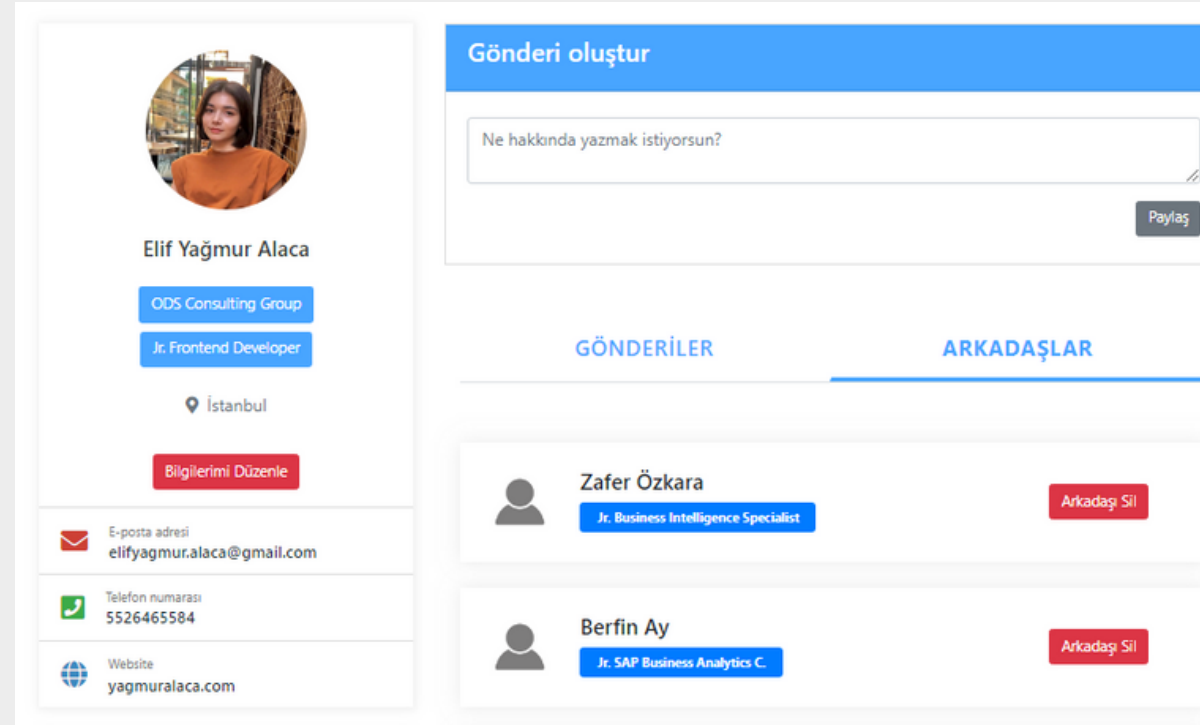 Elif Yağmur Alaca
ODS Consulting Group
Jr. Frontend Developer
İstanbul
Bilgilerimi Düzenle
E-posta adresi
elifyagmur.alaca@gmail.com
Telefon numarası
5526465584
Website
yagmuralaca.com
Gönderi oluştur
Ne hakkında yazmak istiyorsun?
Paylaş
GÖNDERİLER
ARKADAŞLAR
Zafer Özkara
Jr. Business Intelligence Specialist
Arkadaşı Sil
Berfin Ay
Jr. SAP Business Analytics C.
Arkadaşı Sil